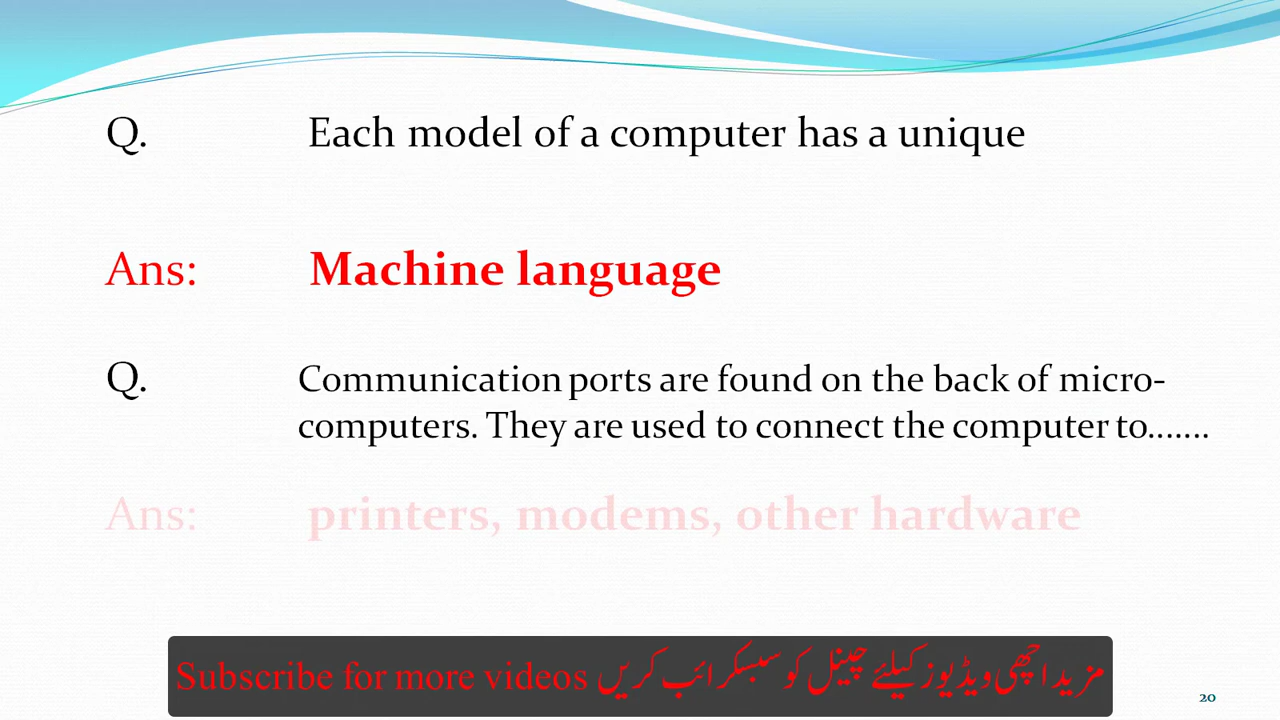 Q. Each model of a computer has a unique
Ans: Machine language
Q. Communication ports are found on the back of micro-
computers. They are used to connect the computer to.......
Ans: printers, modems, other hardware
Subscribe for more videos مزید اچھی ویڈیوز کیلئے چینل کو سبسکرائب کریں
20